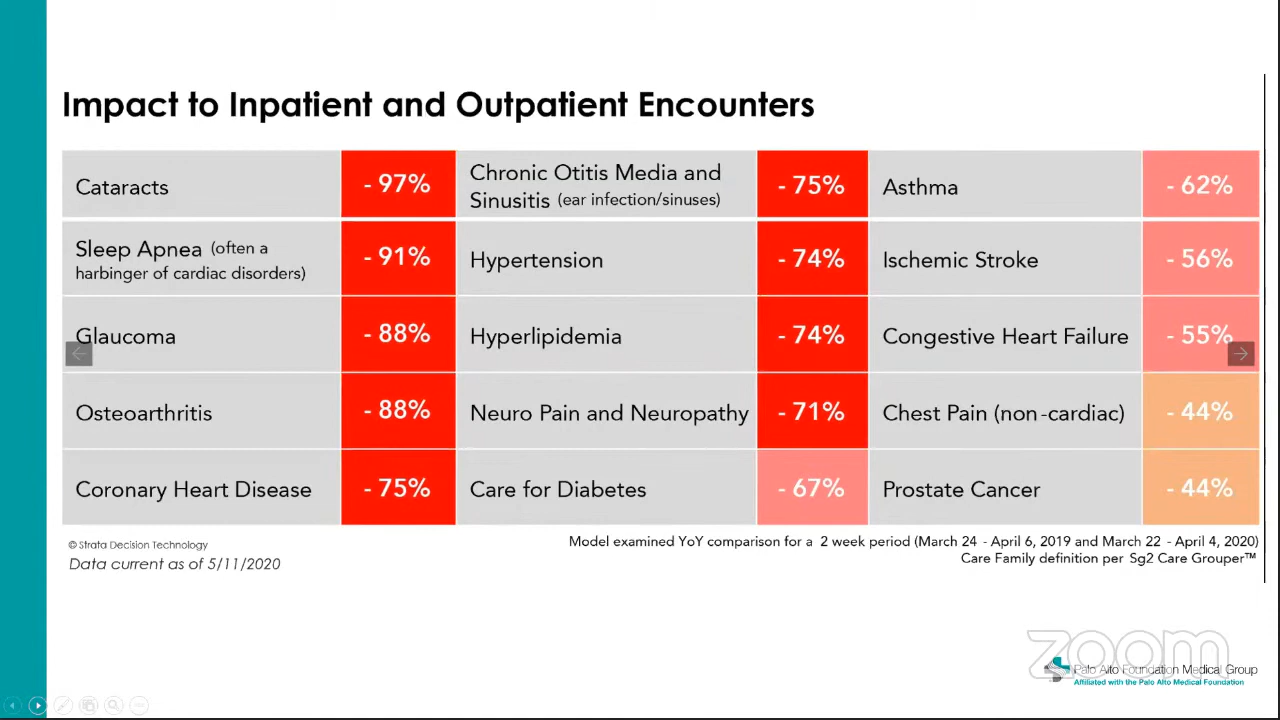 Impact to Inpatient and Outpatient Encounters
Cataracts
- 97%
Chronic Otitis Media and
Sinusitis (ear infection/sinuses)
- 75%
Asthma
- 62%
Sleep Apnea (often a
harbinger of cardiac disorders)
- 91%
Hypertension
- 74%
Ischemic Stroke
- 56%
Glaucoma
- 88%
Hyperlipidemia
- 74%
Congestive Heart Failure
- 55%
Osteoarthritis
- 88%
Neuro Pain and Neuropathy
- 71%
Chest Pain (non-cardiac)
- 44%
Coronary Heart Disease
- 75%
Care for Diabetes
- 67%
Prostate Cancer
- 44%
© Strata Decision Technology
Data current as of 5/11/2020
Model examined YoY comparison for a 2 week period (March 24 - April 6, 2019 and March 22 - April 4, 2020)
Care Family definition per Sg2 Care Grouper™
zoom
Palo Alto Foundation Medical Group
Affiliated with the Palo Alto Medical Foundation